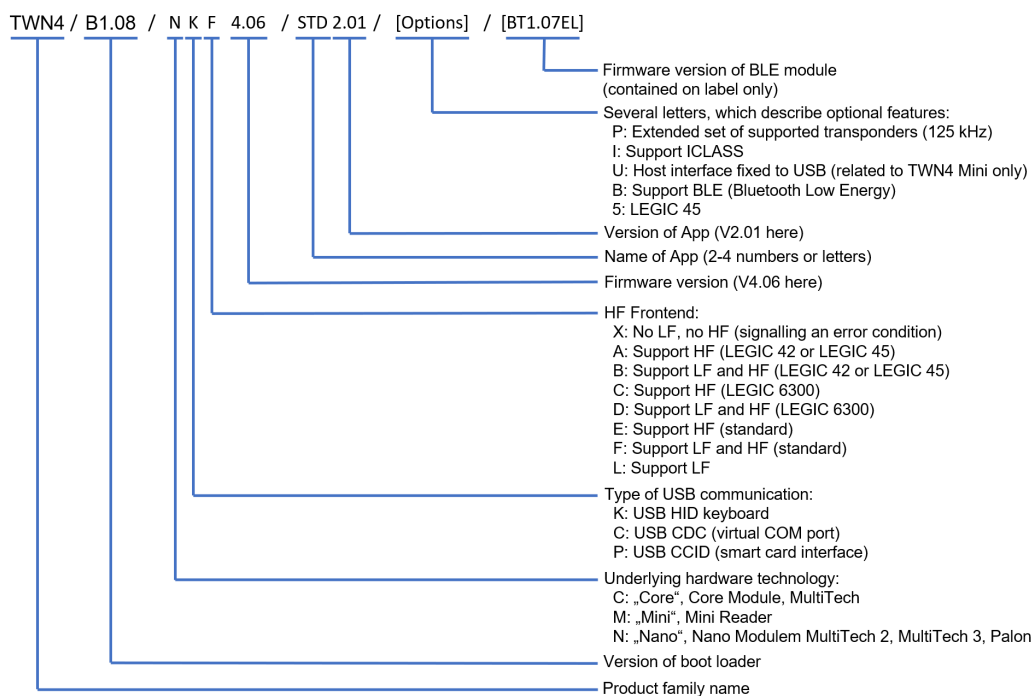 TWN4 / B1.08 / N K F 4.06 / STD 2.01 / [Options] / [BT1.07EL]
Firmware version of BLE module
(contained on label only)
Several letters, which describe optional features:
P: Extended set of supported transponders (125 kHz)
I: Support ICLASS
U: Host interface fixed to USB (related to TWN4 Mini only)
B: Support BLE (Bluetooth Low Energy)
5: LEGIC 45
Version of App (V2.01 here)
Name of App (2-4 numbers or letters)
Firmware version (V4.06 here)
HF Frontend:
X: No LF, no HF (signalling an error condition)
A: Support HF (LEGIC 42 or LEGIC 45)
B: Support LF and HF (LEGIC 42 or LEGIC 45)
C: Support HF (LEGIC 6300)
D: Support LF and HF (LEGIC 6300)
E: Support HF (standard)
F: Support LF and HF (standard)
L: Support LF
Type of USB communication:
K: USB HID keyboard
C: USB CDC (virtual COM port)
P: USB CCID (smart card interface)
Underlying hardware technology:
C: „Core“, Core Module, MultiTech
M: „Mini“, Mini Reader
N: „Nano“, Nano Modulem MultiTech 2, MultiTech 3, Palon
Version of boot loader
Product family name